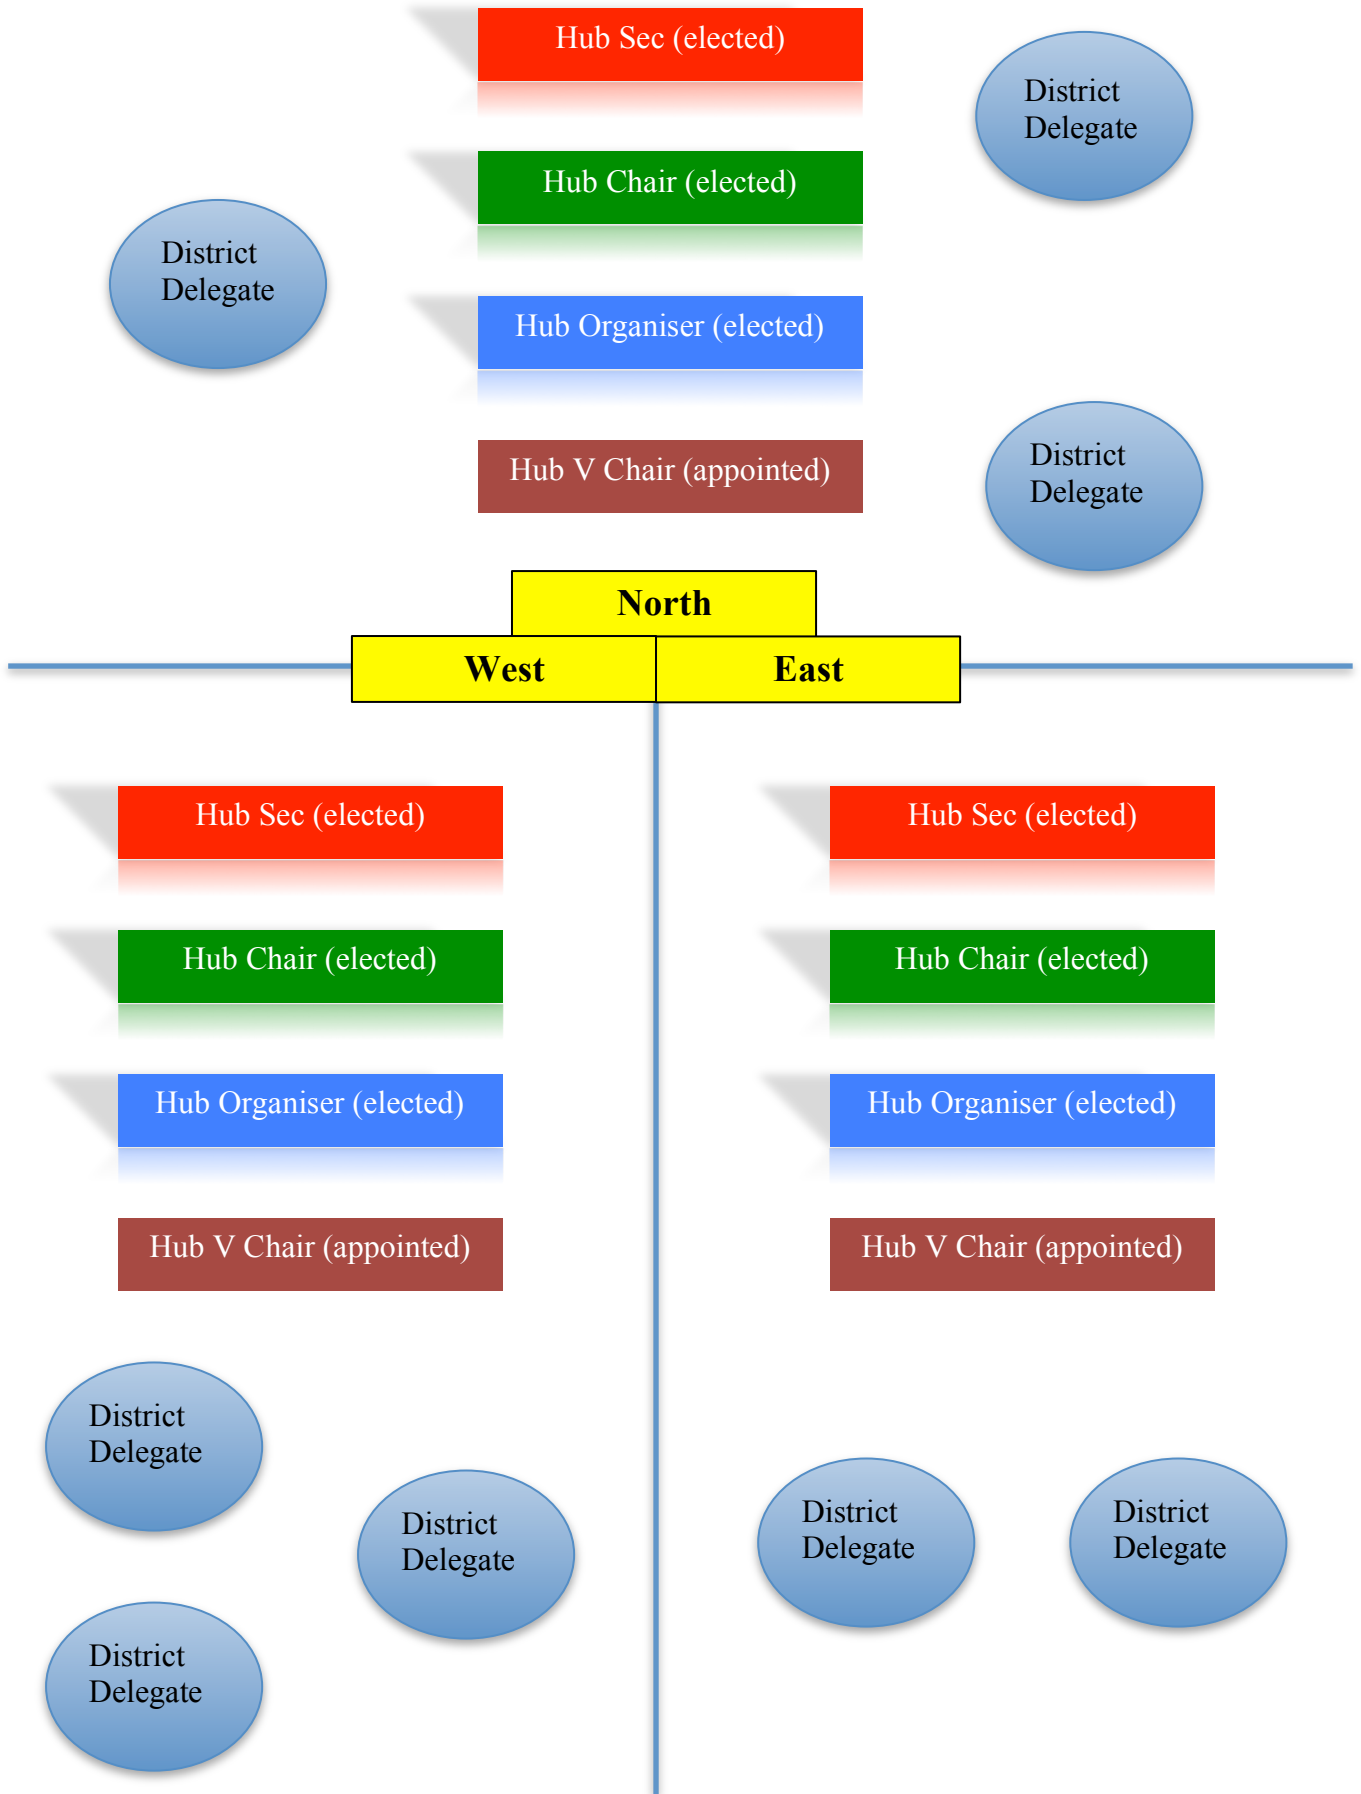 Hub Sec (elected)
District
Delegate
Hub Chair (elected)
District
Delegate
Hub Organiser (elected)
District
Delegate
Hub V Chair (appointed)
North
West
East
Hub Sec (elected)
Hub Chair (elected)
Hub Organiser (elected)
Hub V Chair (appointed)
District
Delegate
District
Delegate
District
Delegate
Hub Sec (elected)
Hub Chair (elected)
Hub Organiser (elected)
Hub V Chair (appointed)
District
Delegate
District
Delegate